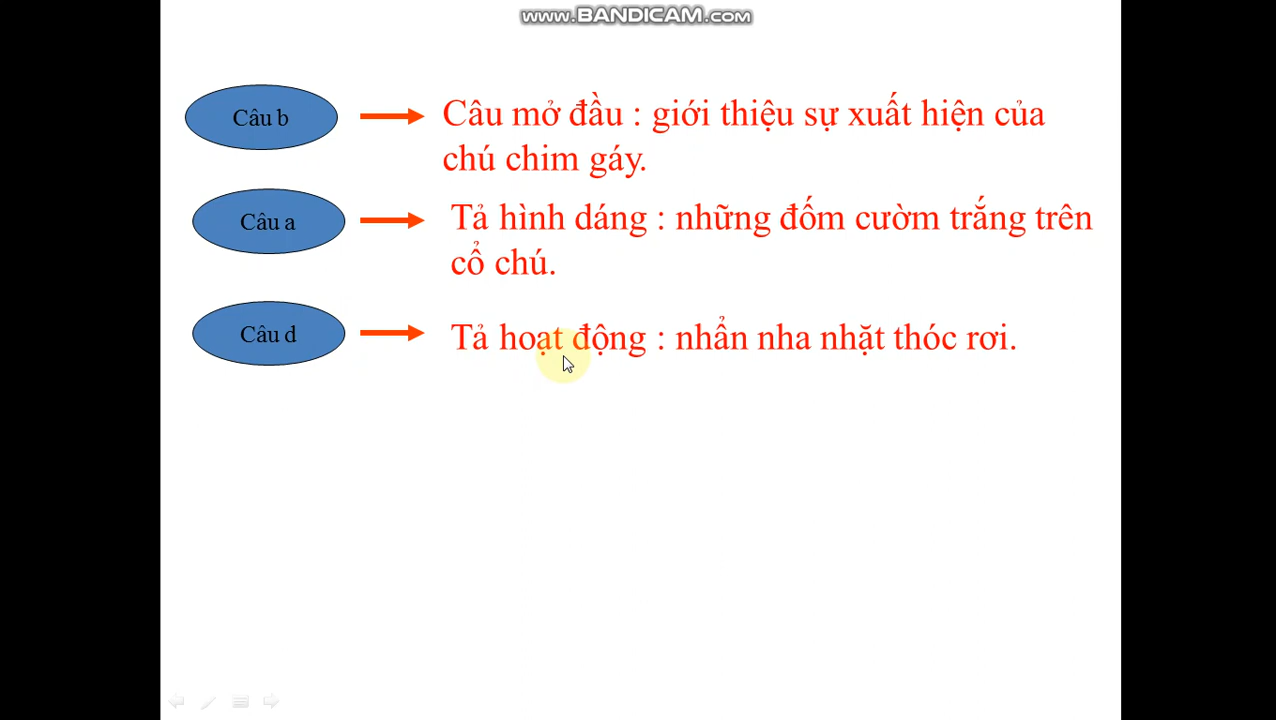 www.BANDICAM.com
Câu b
Câu mở đầu : giới thiệu sự xuất hiện của
chú chim gáy.
Câu a
Tả hình dáng : những đốm cườm trắng trên
cổ chú.
Câu d
Tả hoạt động : nhẩn nha nhặt thóc rơi.